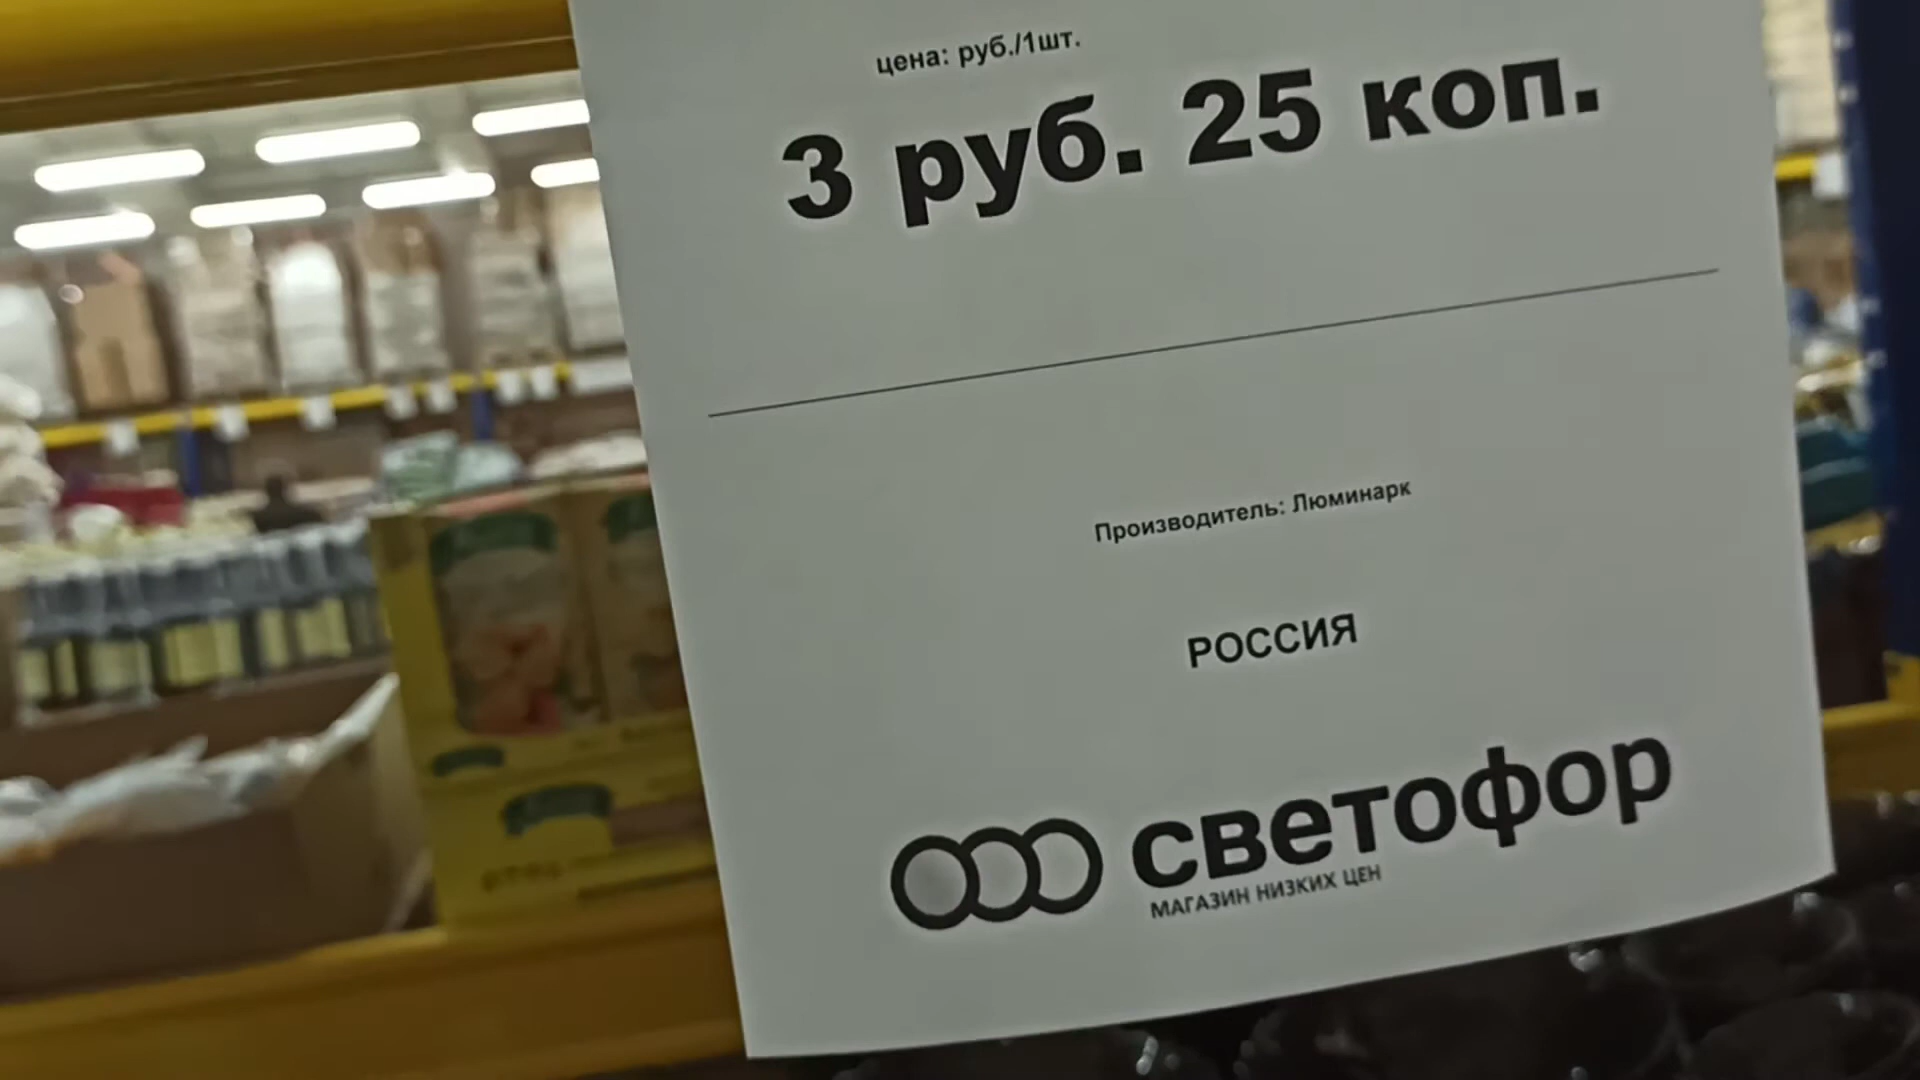 цена: руб./1шт.
3 руб. 25 коп.
Производитель: Люминарк
РОССИЯ
светофор
МАГАЗИН НИЗКИХ ЦЕН